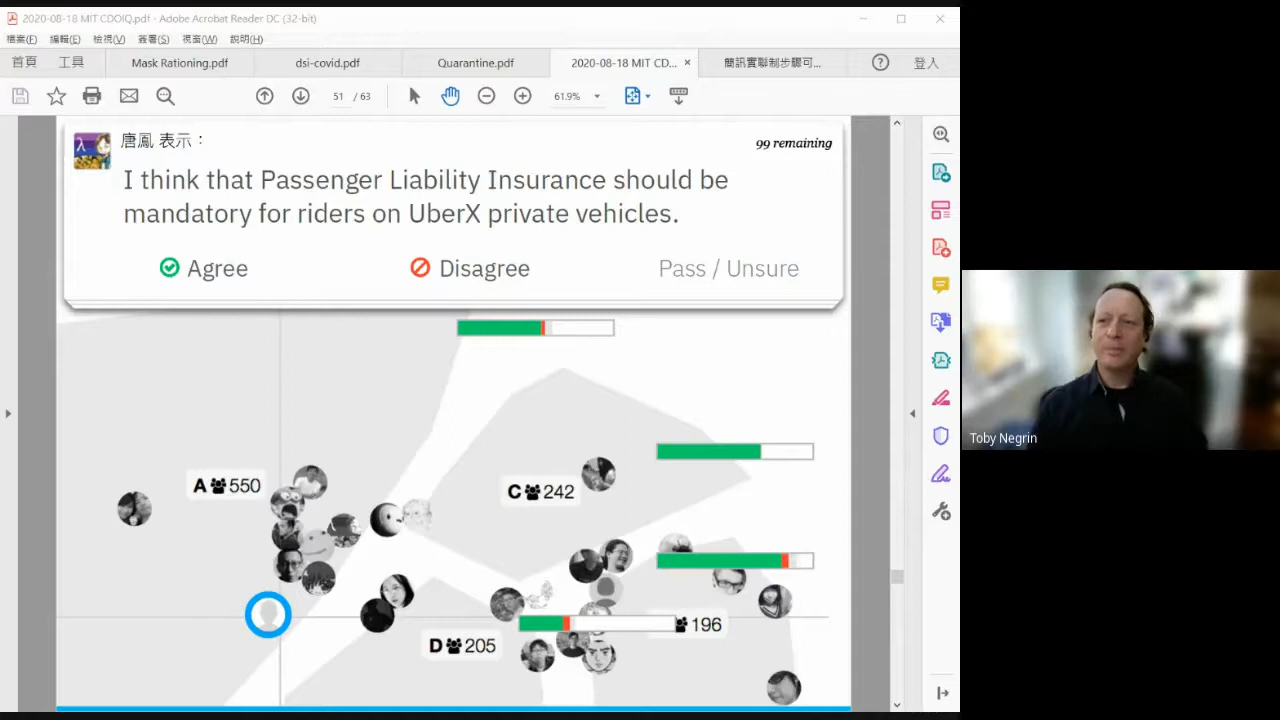 2020-08-18 MIT CDOIQ.pdf - Adobe Acrobat Reader DC (32-bit)
檔案(F) 編輯(E) 檢視(V) 簽署(S) 視窗(W) 說明(H)
首頁 工具 Mask Rationing.pdf dsi-covid.pdf Quarantine.pdf 2020-08-18 MIT CD... × 簡訊實聯制步驟可... 登入
51 / 63 61.9%
唐鳳 表示：
99 remaining
I think that Passenger Liability Insurance should be
mandatory for riders on UberX private vehicles.
Agree Disagree Pass / Unsure
A 550
C 242
196
D 205
Toby Negrin